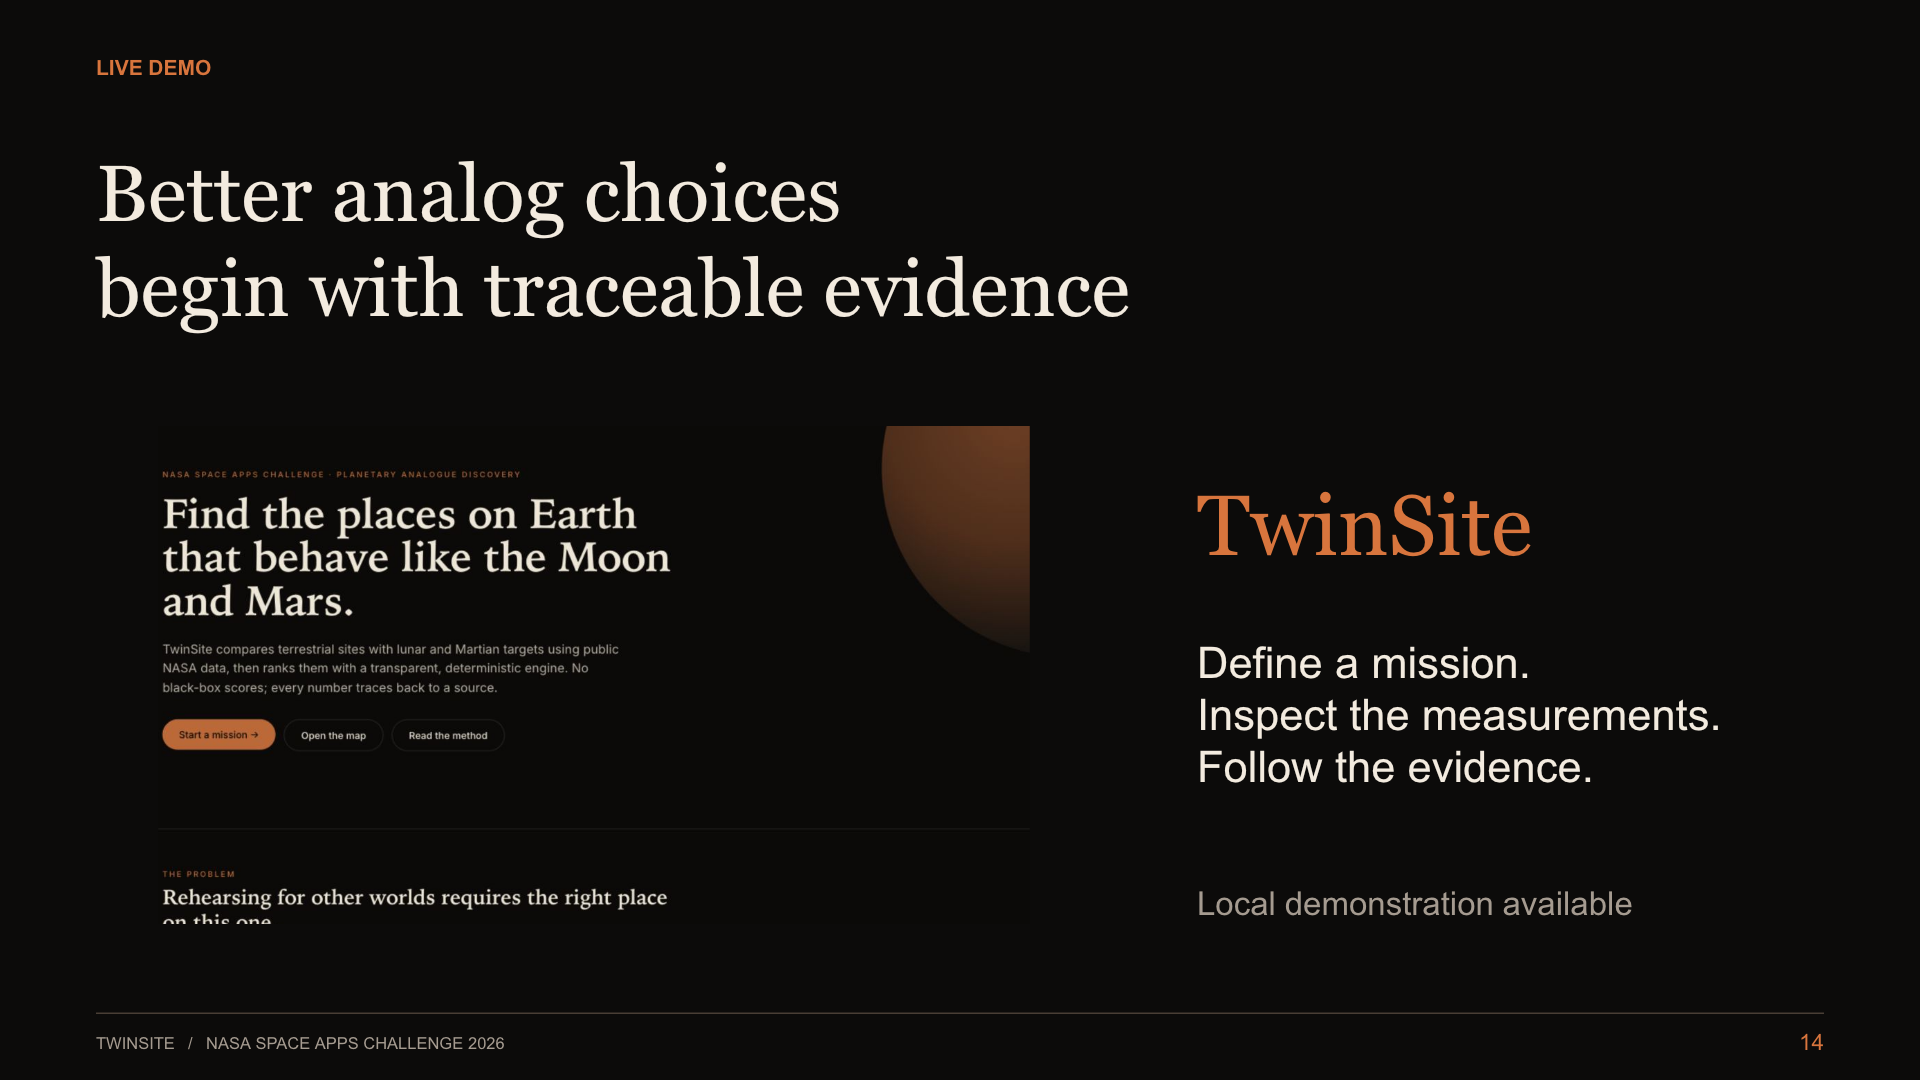 LIVE DEMO
Better analog choices
begin with traceable evidence
NASA SPACE APPS CHALLENGE · PLANETARY ANALOGUE DISCOVERY
Find the places on Earth
that behave like the Moon
and Mars.
TwinSite compares terrestrial sites with lunar and Martian targets using public
NASA data, then ranks them with a transparent, deterministic engine. No
black-box scores; every number traces back to a source.
Start a mission →
Open the map
Read the method
THE PROBLEM
Rehearsing for other worlds requires the right place
on this one
TwinSite
Define a mission.
Inspect the measurements.
Follow the evidence.
Local demonstration available
TWINSITE / NASA SPACE APPS CHALLENGE 2026
14